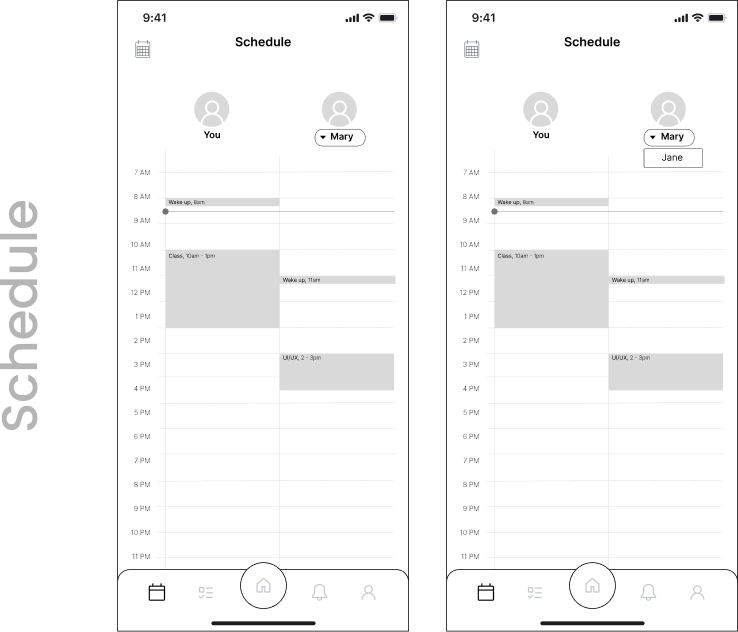 Schedule
9:41
Schedule
You
Mary
7 AM
8 AM
Wake up, 8am
9 AM
10 AM
Class, 10am - 1pm
11 AM
Wake up, 11am
12 PM
1 PM
2 PM
UI/UX, 2 - 3pm
3 PM
4 PM
5 PM
6 PM
7 PM
8 PM
9 PM
10 PM
11 PM
9:41
Schedule
You
Mary
Jane
7 AM
8 AM
Wake up, 8am
9 AM
10 AM
Class, 10am - 1pm
11 AM
Wake up, 11am
12 PM
1 PM
2 PM
UI/UX, 2 - 3pm
3 PM
4 PM
5 PM
6 PM
7 PM
8 PM
9 PM
10 PM
11 PM